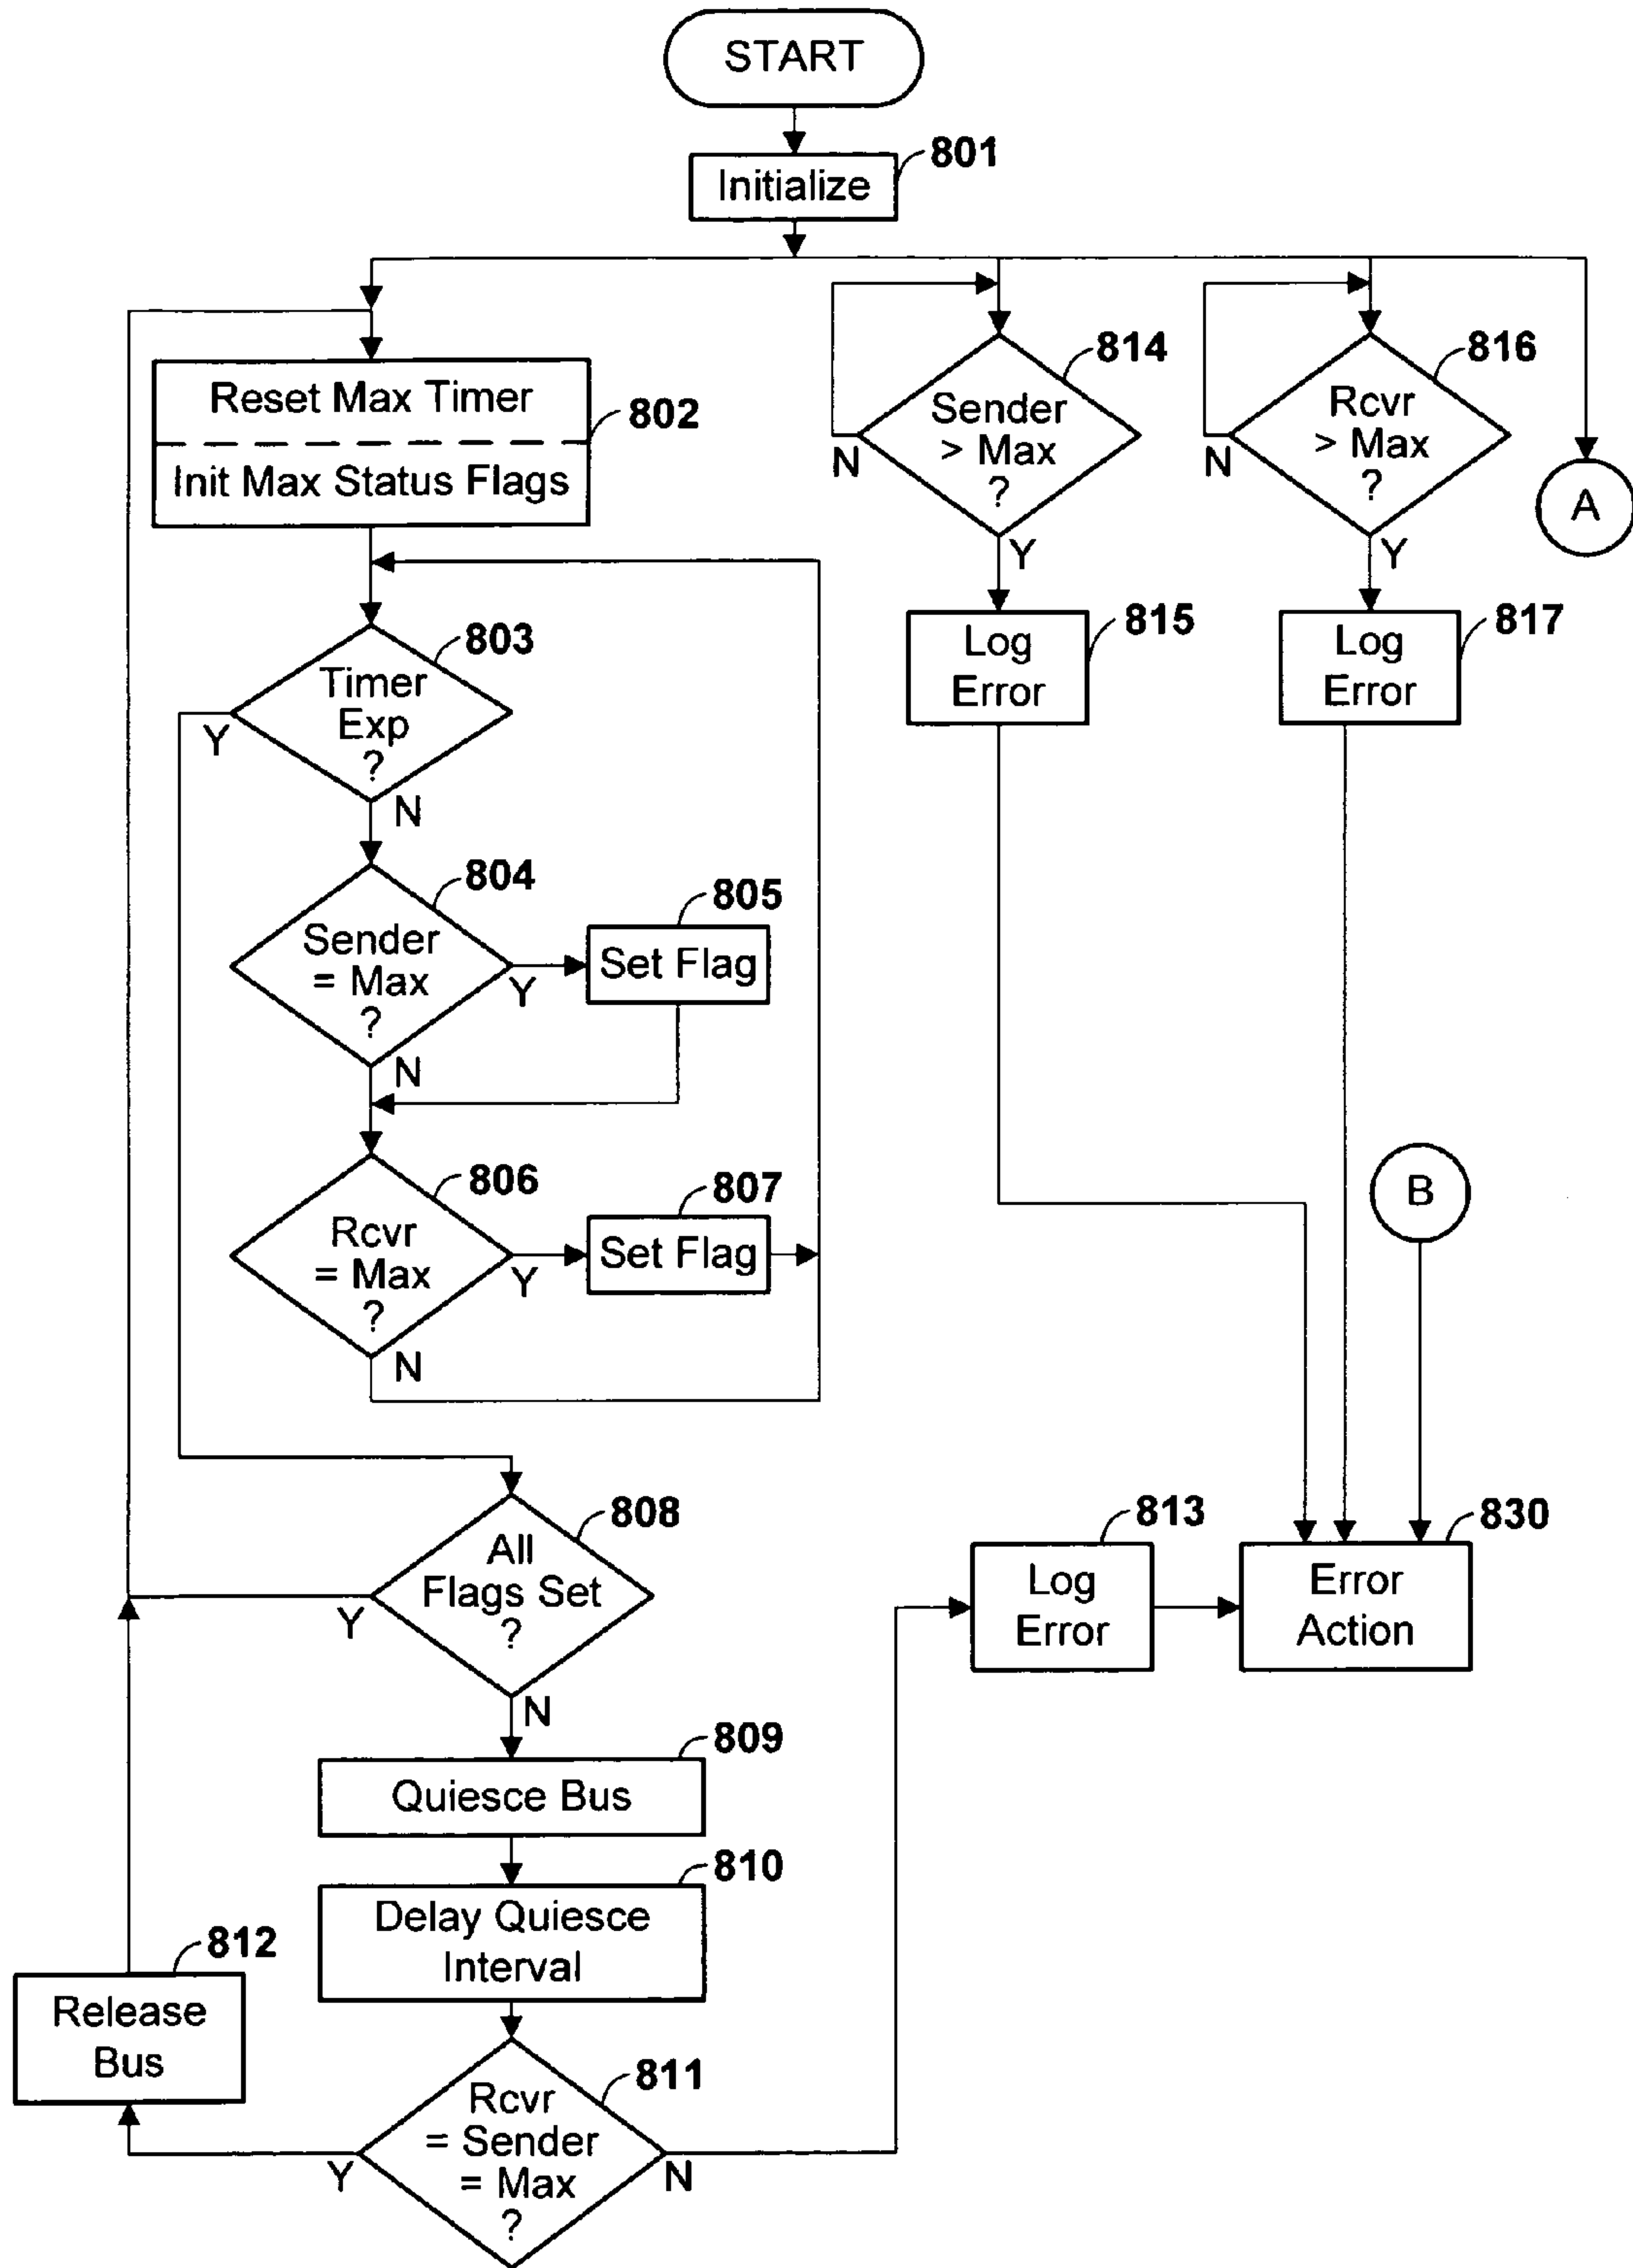 START
801
Initialize
Reset Max Timer
802
Init Max Status Flags
814
Sender
> Max
?
N
Y
816
Rcvr
> Max
?
N
Y
A
815
Log
Error
817
Log
Error
803
Timer
Exp
?
Y
N
804
Sender
= Max
?
Y
N
805
Set Flag
806
Rcvr
= Max
?
Y
N
807
Set Flag
B
808
All
Flags Set
?
Y
N
813
Log
Error
830
Error
Action
809
Quiesce Bus
810
Delay Quiesce
Interval
812
Release
Bus
811
Rcvr
= Sender
= Max
?
Y
N